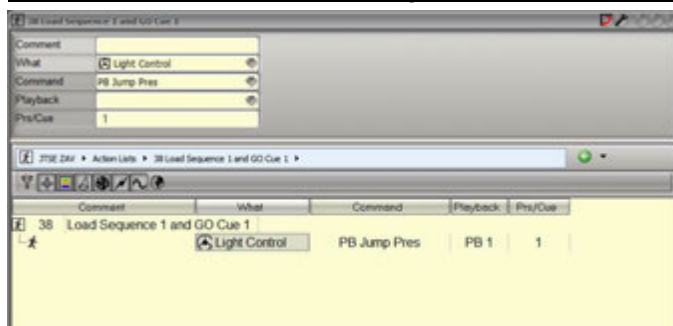 38 Load Sequence 1 and GO Cue 1
Comment
What Light Control
Command PB Jump Pres
Playback
Prs/Cue 1
JTSE ZAV Action Lists 38 Load Sequence 1 and GO Cue 1
Comment What Command Playback Prs/Cue
38 Load Sequence 1 and GO Cue 1
Light Control PB Jump Pres PB 1 1